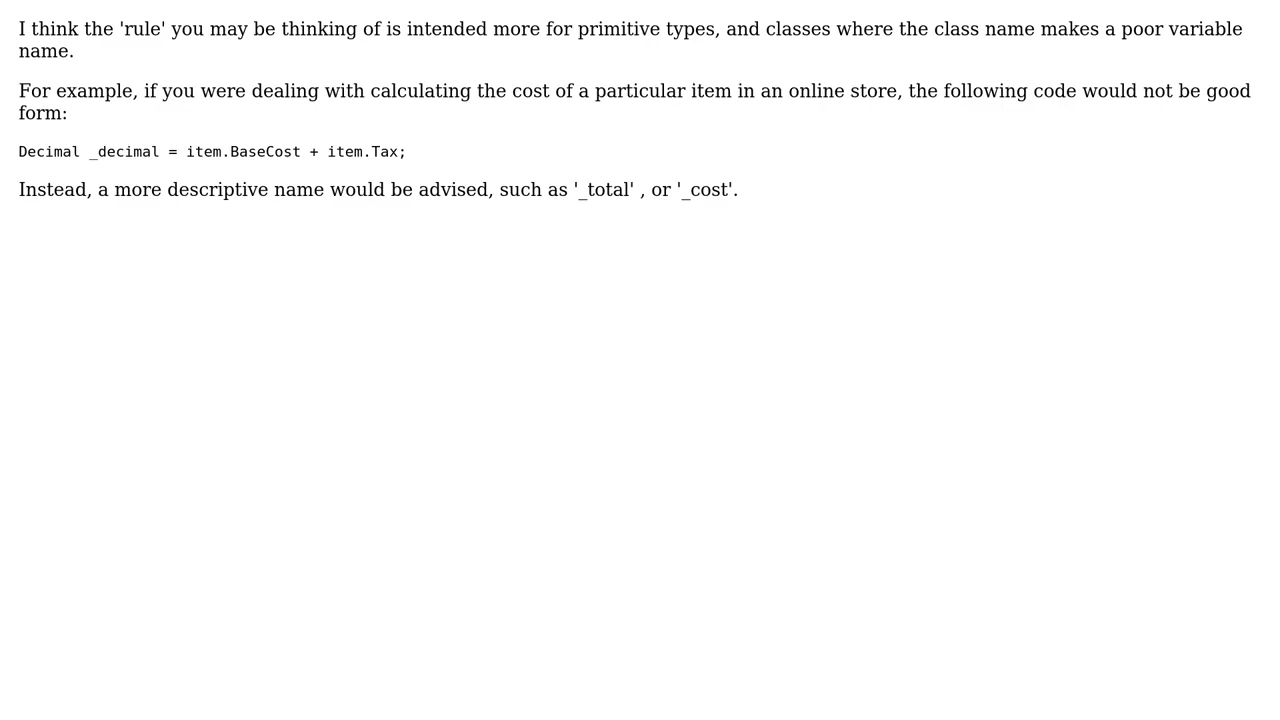 I think the 'rule' you may be thinking of is intended more for primitive types, and classes where the class name makes a poor variable
name.
For example, if you were dealing with calculating the cost of a particular item in an online store, the following code would not be good
form:
Decimal _decimal = item.BaseCost + item.Tax;
Instead, a more descriptive name would be advised, such as '_total' , or '_cost'.